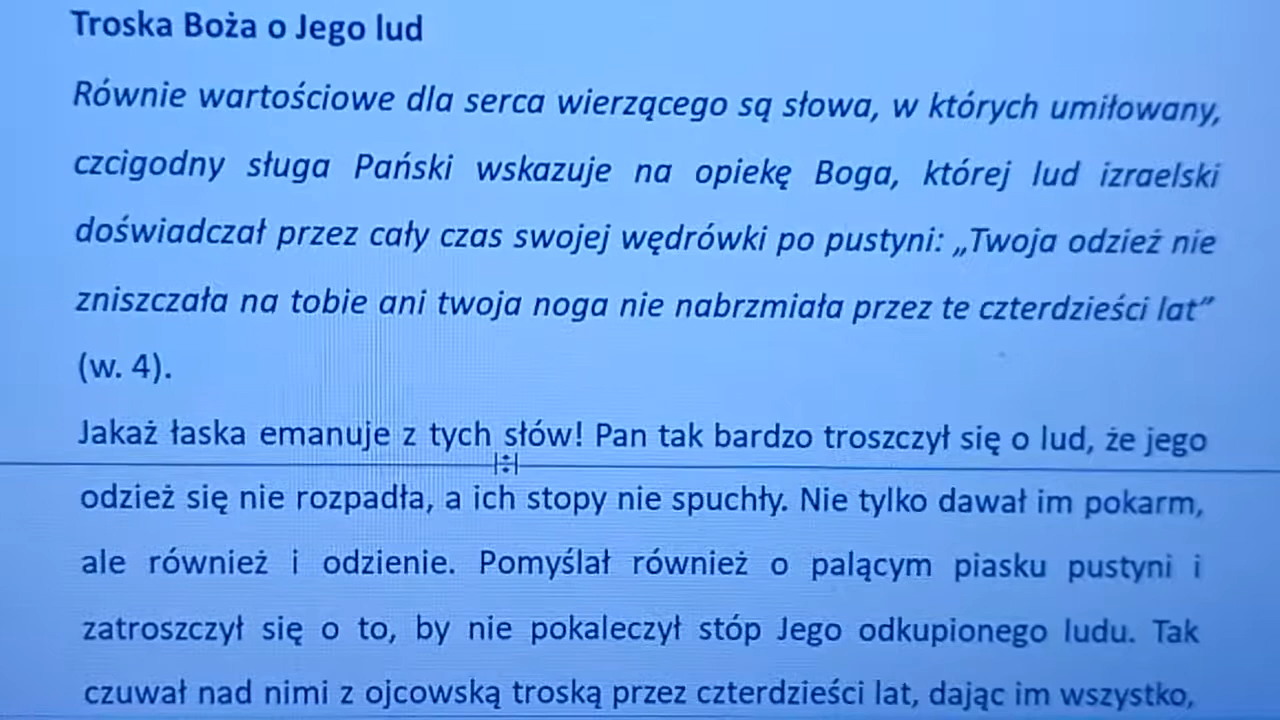 Troska Boża o Jego lud
Równie wartościowe dla serca wierzącego są słowa, w których umiłowany,
czcigodny sługa Pański wskazuje na opiekę Boga, której lud izraelski
doświadczał przez cały czas swojej wędrówki po pustyni: „Twoja odzież nie
zniszczała na tobie ani twoja noga nie nabrzmiała przez te czterdzieści lat”
(w. 4).
Jakaż łaska emanuje z tych słów! Pan tak bardzo troszczył się o lud, że jego
odzież się nie rozpadła, a ich stopy nie spuchły. Nie tylko dawał im pokarm,
ale również i odzienie. Pomyślał również o palącym piasku pustyni i
zatroszczył się o to, by nie pokaleczył stóp Jego odkupionego ludu. Tak
czuwał nad nimi z ojcowską troską przez czterdzieści lat, dając im wszystko,